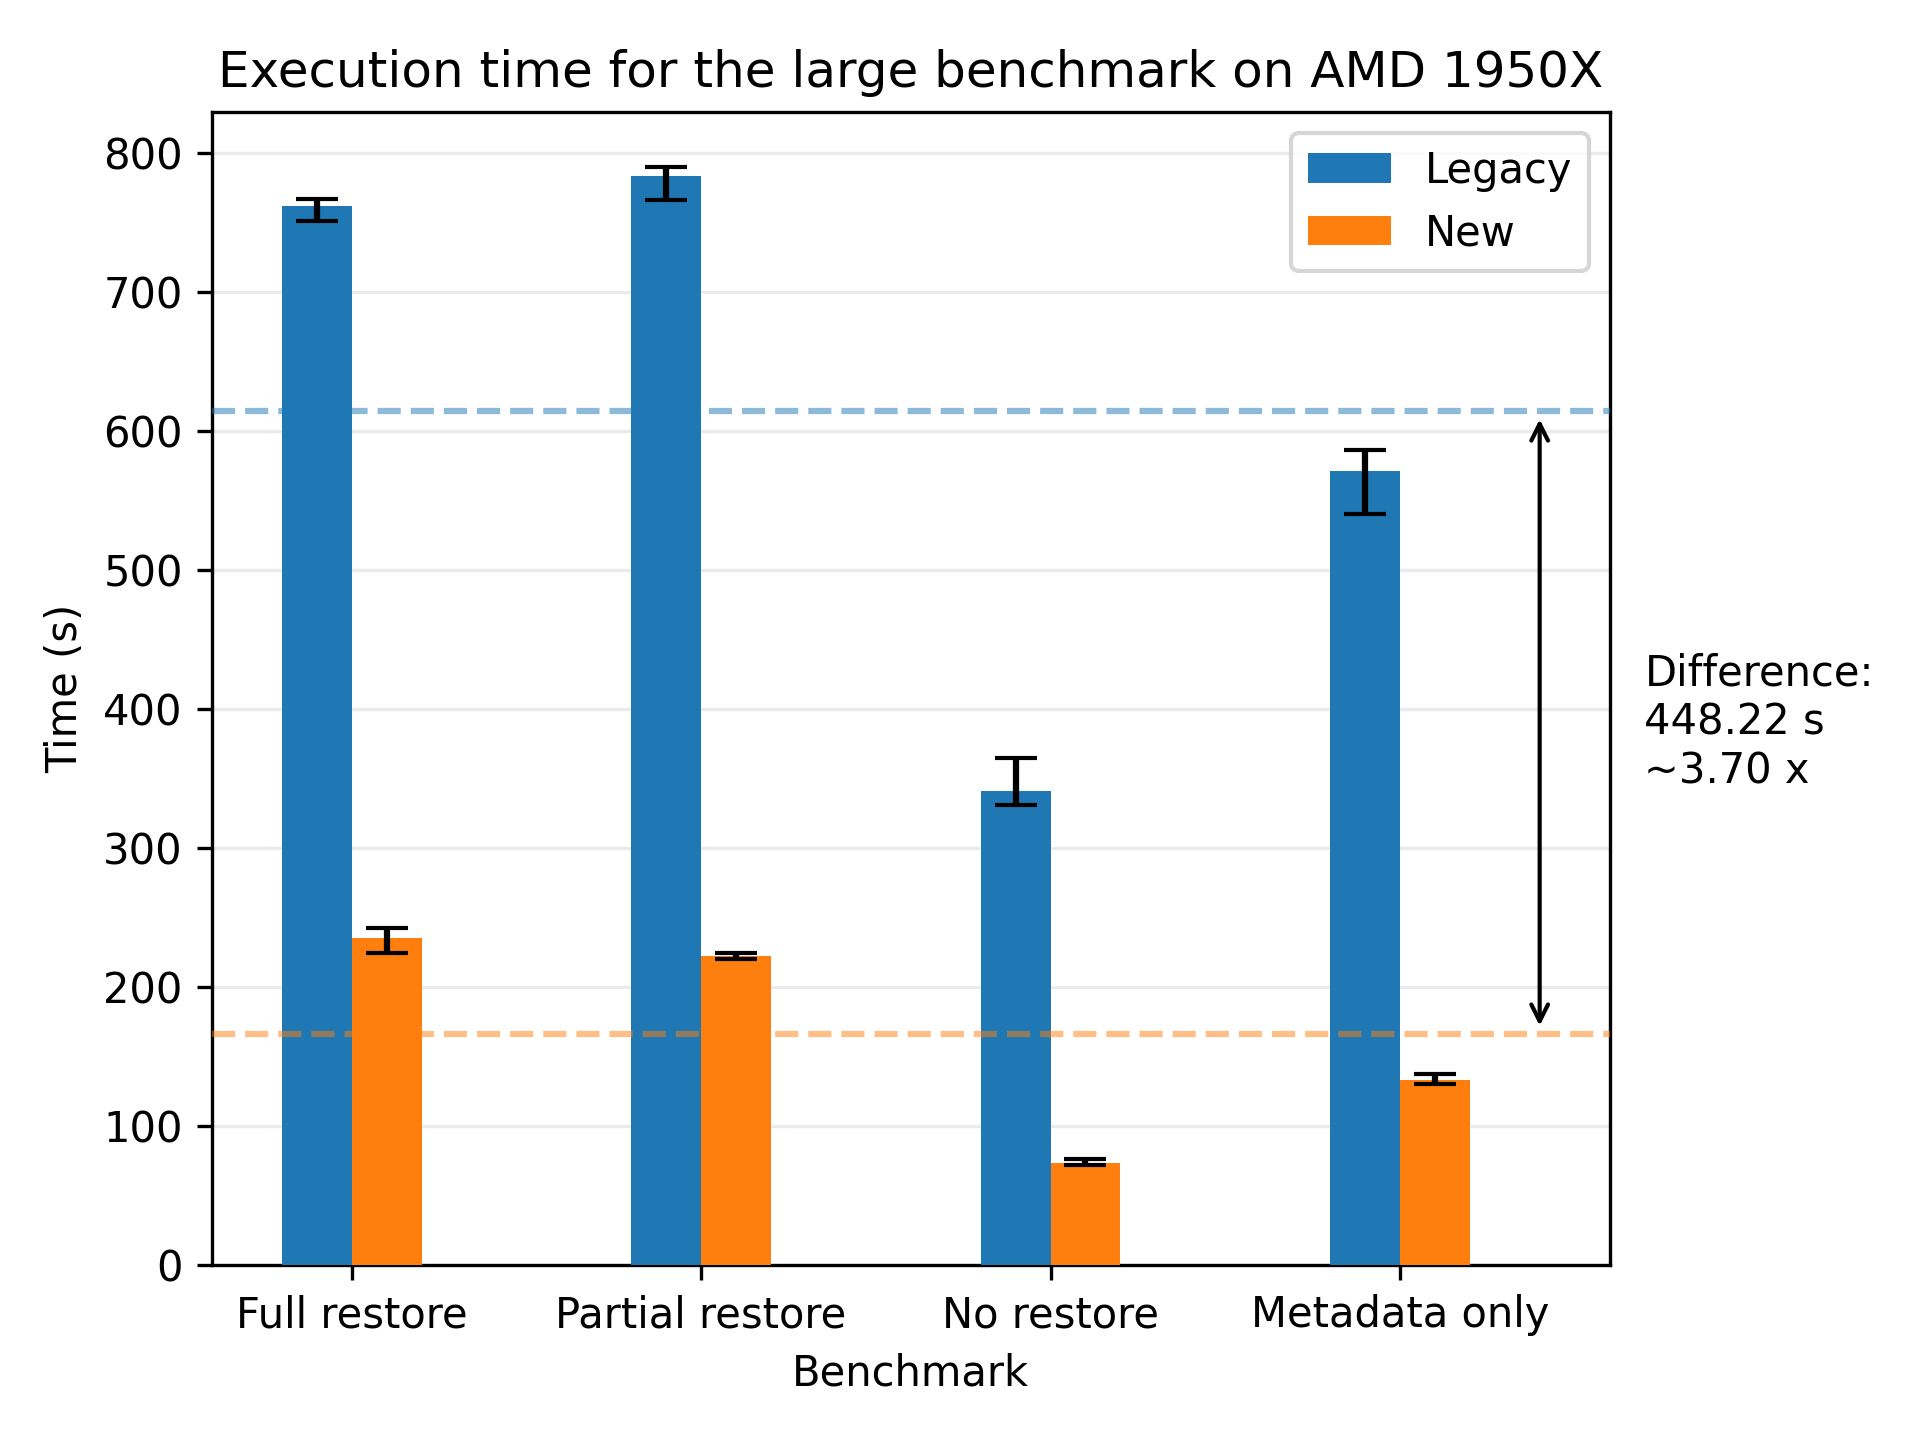 Execution time for the large benchmark on AMD 1950X
Legacy
New
800
700
600
500
400
300
200
100
0
Time (s)
Difference:
448.22 s
~3.70 x
Full restore
Partial restore
No restore
Metadata only
Benchmark